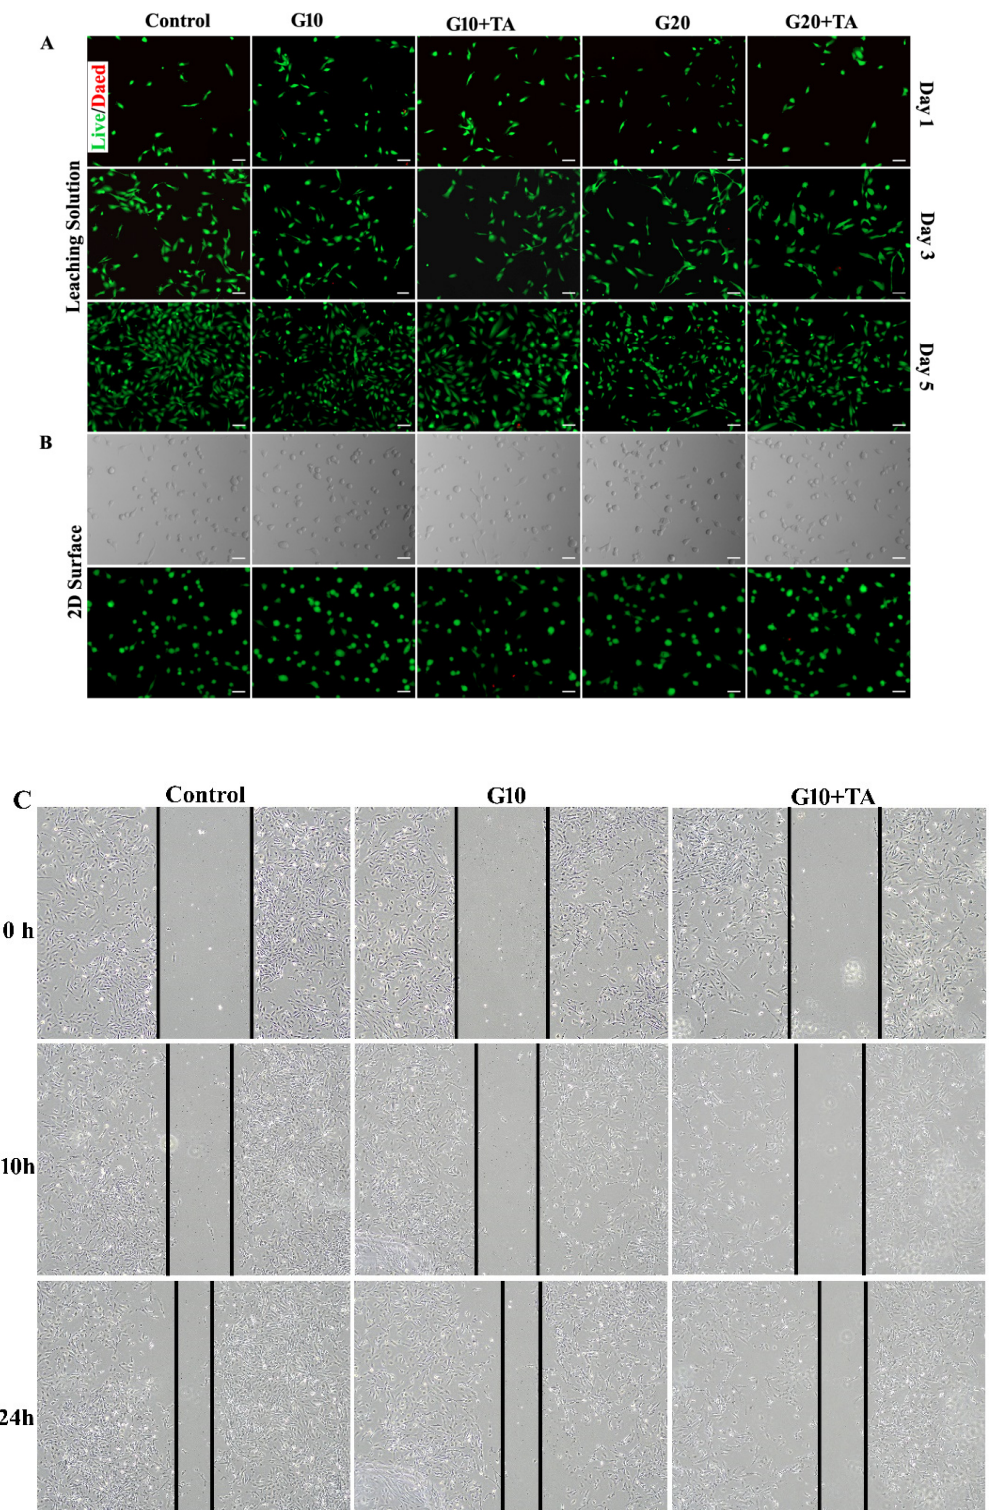 Control G10 G10+TA G20 G20+TA
A
Live/Daed
Day 1
Leaching Solution
Day 3
Day 5
B
2D Surface
C
Control G10 G10+TA
0 h
10h
24h